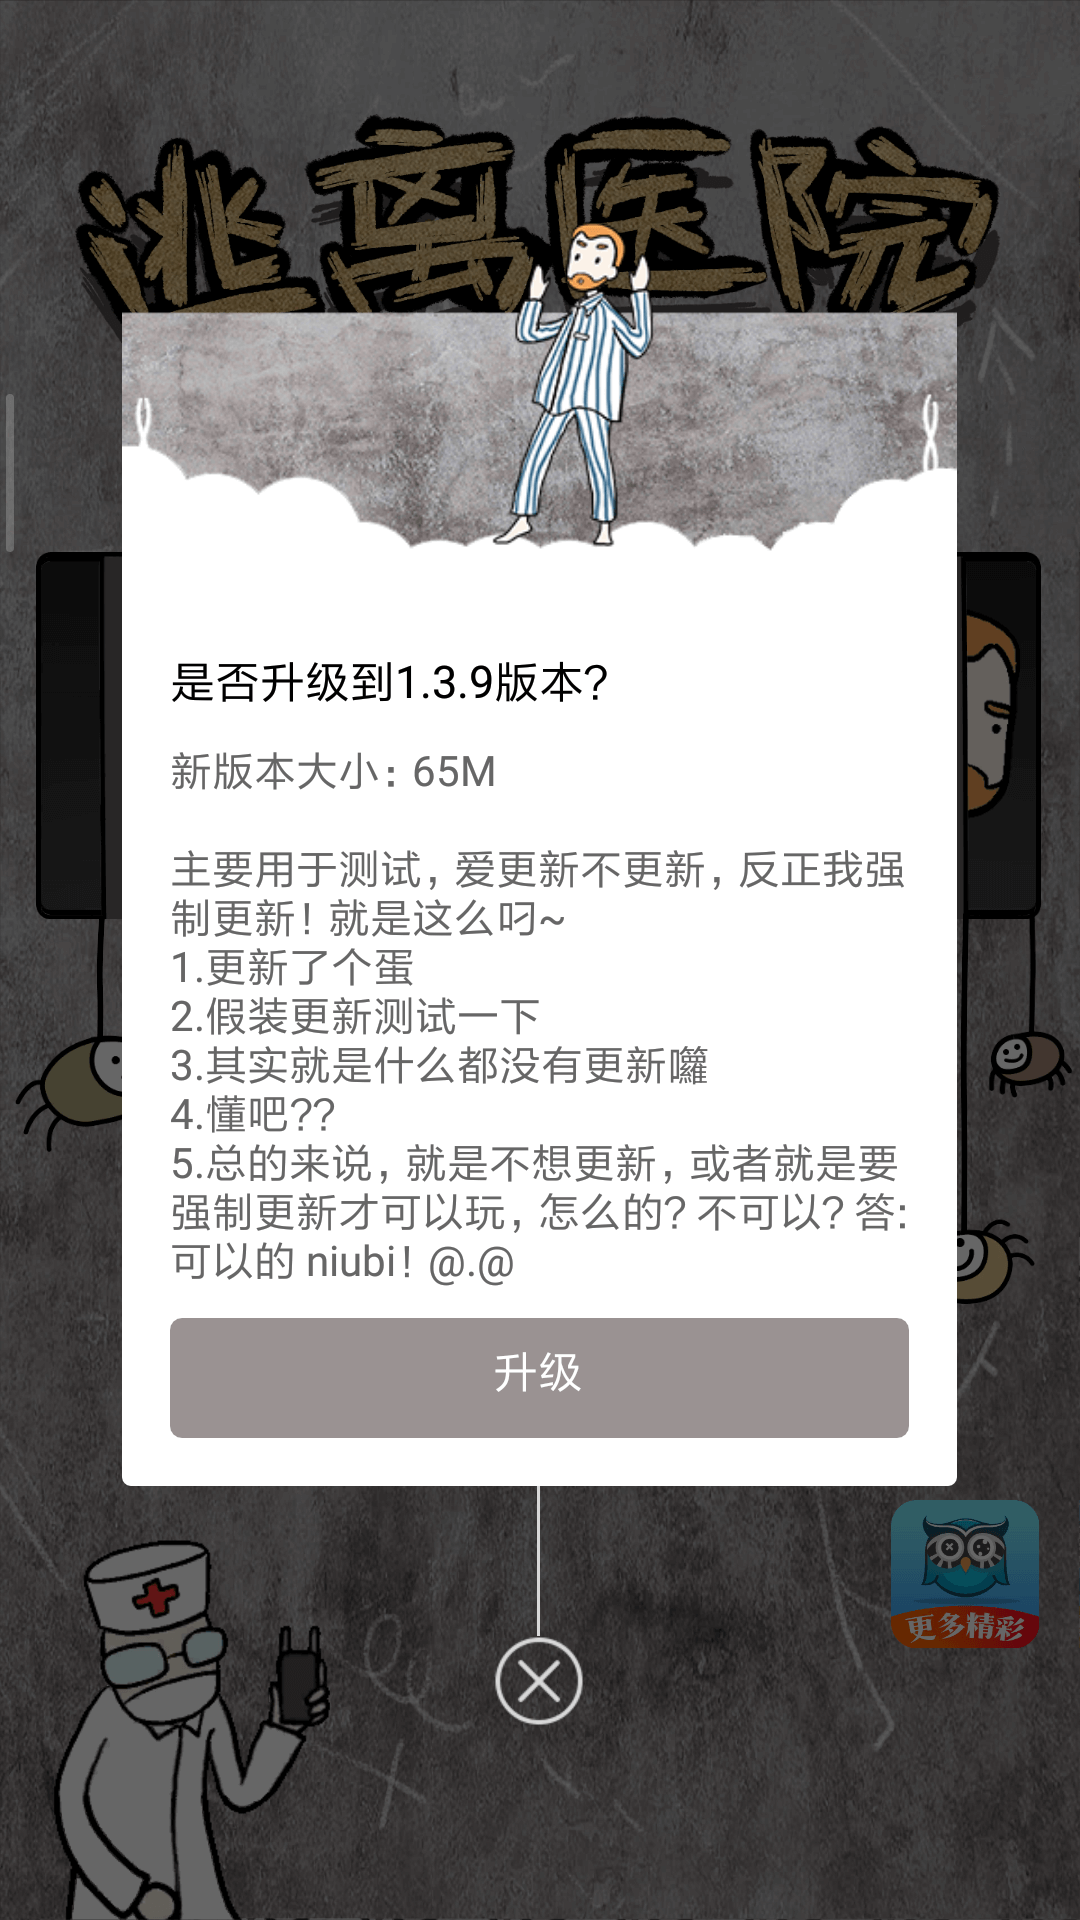 逃离医院
是否升级到1.3.9版本?
新版本大小: 65M
主要用于测试, 爱更新不更新, 反正我强
制更新! 就是这么叼~
1.更新了个蛋
2.假装更新测试一下
3.其实就是什么都没有更新囖
4.懂吧??
5.总的来说, 就是不想更新, 或者就是要
强制更新才可以玩, 怎么的? 不可以? 答:
可以的 niubi! @.@
升级
更多精彩